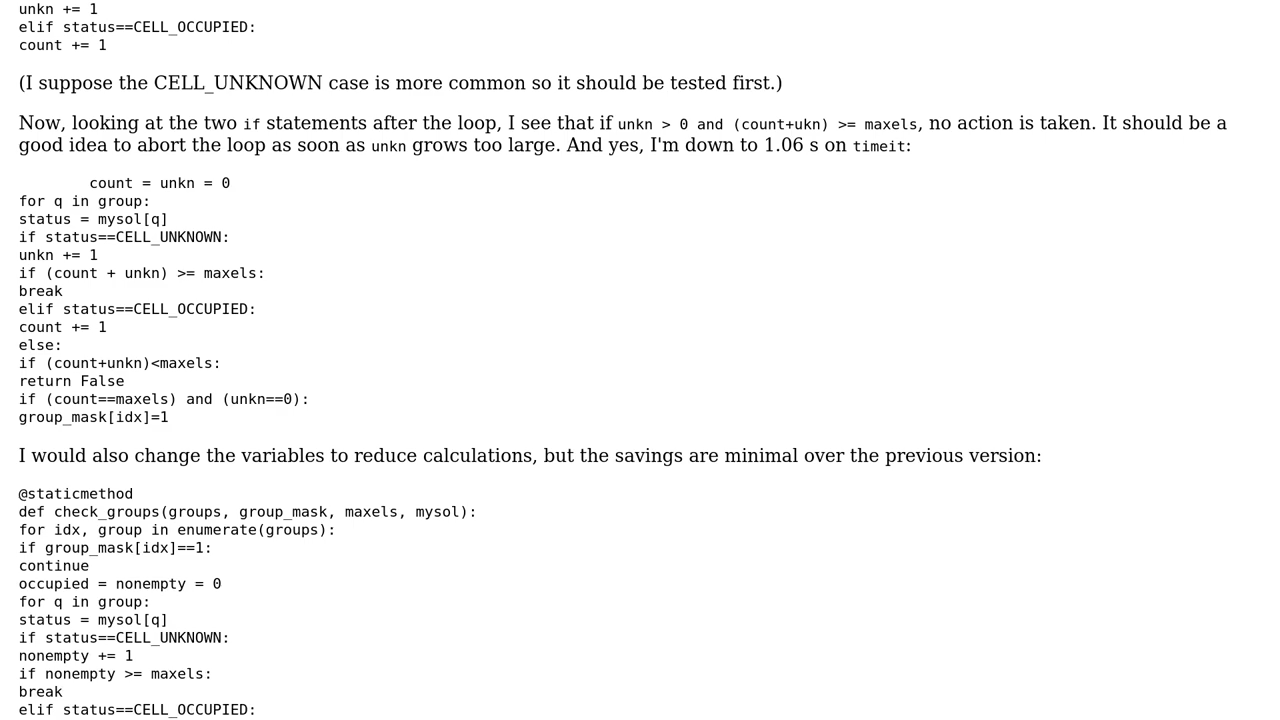 unkn += 1
elif status==CELL_OCCUPIED:
count += 1
(I suppose the CELL_UNKNOWN case is more common so it should be tested first.)
Now, looking at the two if statements after the loop, I see that if unkn > 0 and (count+ukn) >= maxels, no action is taken. It should be a
good idea to abort the loop as soon as unkn grows too large. And yes, I'm down to 1.06 s on timeit:
count = unkn = 0
for q in group:
status = mysol[q]
if status==CELL_UNKNOWN:
unkn += 1
if (count + unkn) >= maxels:
break
elif status==CELL_OCCUPIED:
count += 1
else:
if (count+unkn)<maxels:
return False
if (count==maxels) and (unkn==0):
group_mask[idx]=1
I would also change the variables to reduce calculations, but the savings are minimal over the previous version:
@staticmethod
def check_groups(groups, group_mask, maxels, mysol):
for idx, group in enumerate(groups):
if group_mask[idx]==1:
continue
occupied = nonempty = 0
for q in group:
status = mysol[q]
if status==CELL_UNKNOWN:
nonempty += 1
if nonempty >= maxels:
break
elif status==CELL_OCCUPIED: